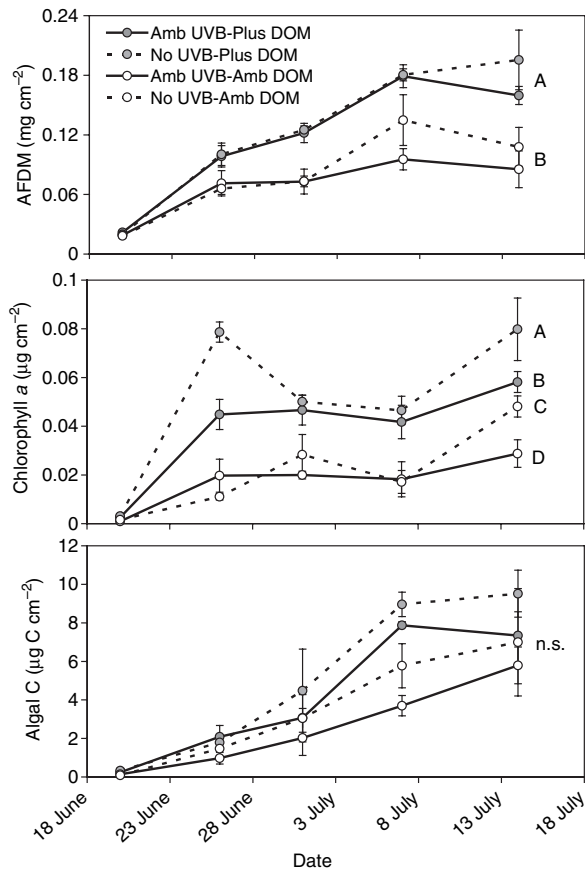 Amb UVB-Plus DOM
No UVB-Plus DOM
Amb UVB-Amb DOM
No UVB-Amb DOM
AFDM (mg cm⁻²)
0.24
0.18
0.12
0.06
0
A
B
Chlorophyll a (µg cm⁻²)
0.1
0.08
0.06
0.04
0.02
0
A
B
C
D
Algal C (µg C cm⁻²)
12
10
8
6
4
2
0
n.s.
18 June
23 June
28 June
3 July
8 July
13 July
18 July
Date